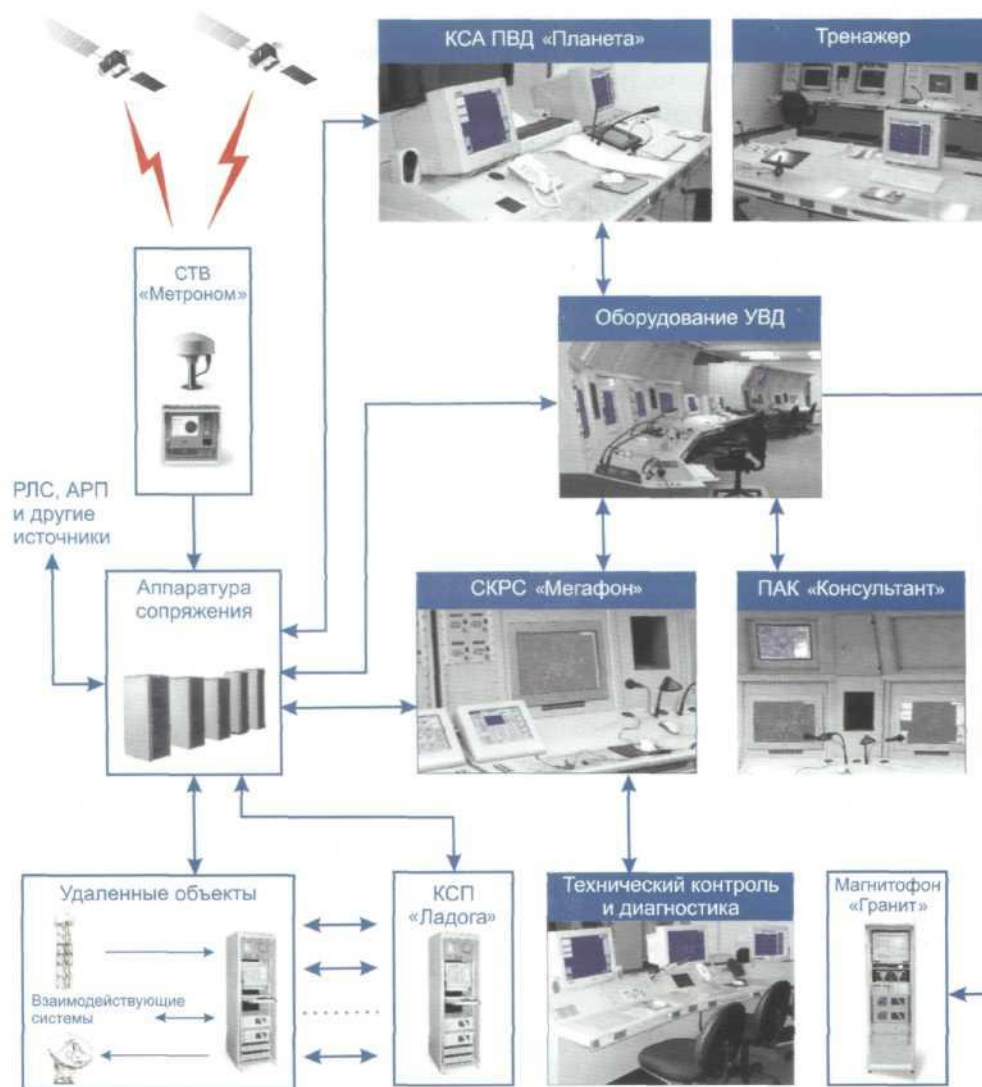 КСА ПВД «Планета»
Тренажер
СТВ
«Метроном»
Оборудование УВД
РЛС, АРП
и другие
источники
Аппаратура
сопряжения
СКРС «Мегафон»
ПАК «Консультант»
Удаленные объекты
КСП
«Ладога»
Технический контроль
и диагностика
Магнитофон
«Гранит»
Взаимодействующие
системы